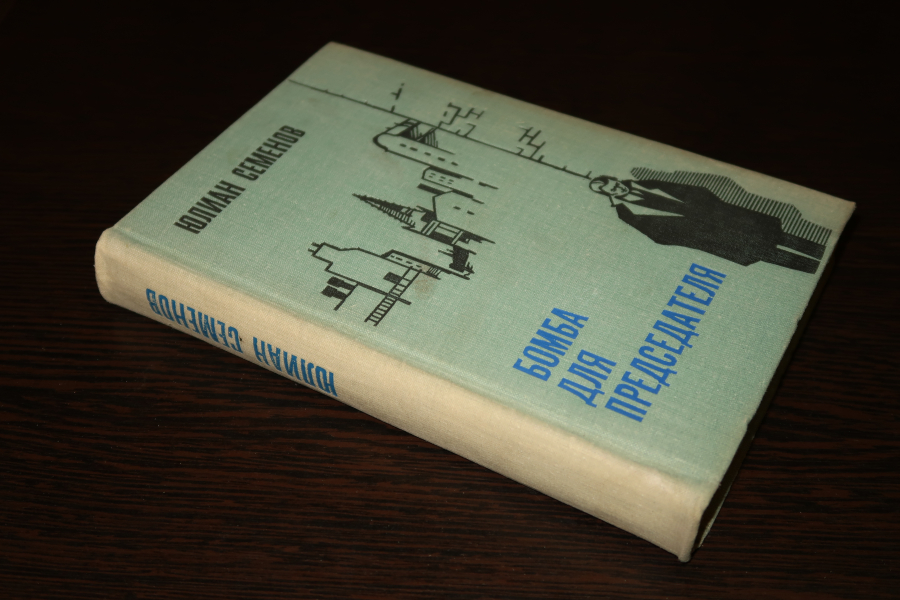 ЮЛИАН СЕМЕНОВ
БОМБА
ДЛЯ
ПРЕДСЕДАТЕЛЯ
ЮЛИАН СЕМЕНОВ